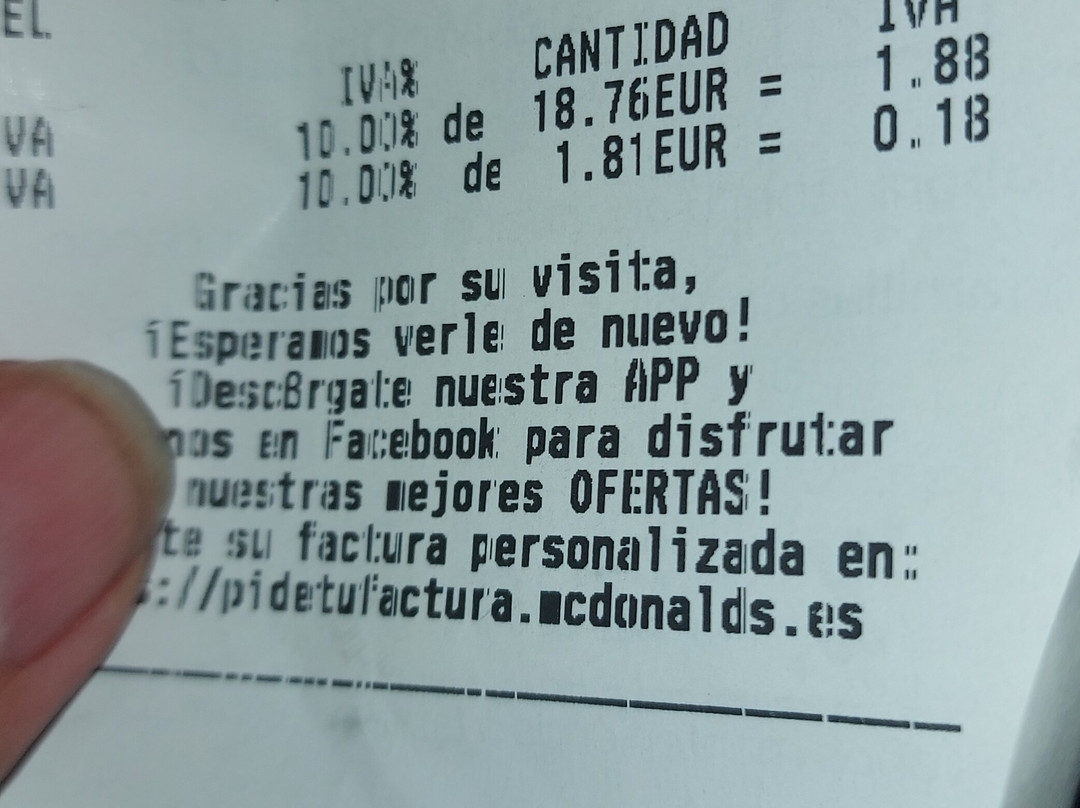 EL
CANTIDAD IVA
IVA%
VA 10.00% de 18.76EUR = 1.88
VA 10.00% de 1.81EUR = 0.18
Gracias por su visita,
¡Esperamos verle de nuevo!
¡Desc8rgate nuestra APP y
nos en Facebook para disfrutar
nuestras mejores OFERTAS!
te su factura personalizada en:
s://pidetufactura.mcdonalds.es